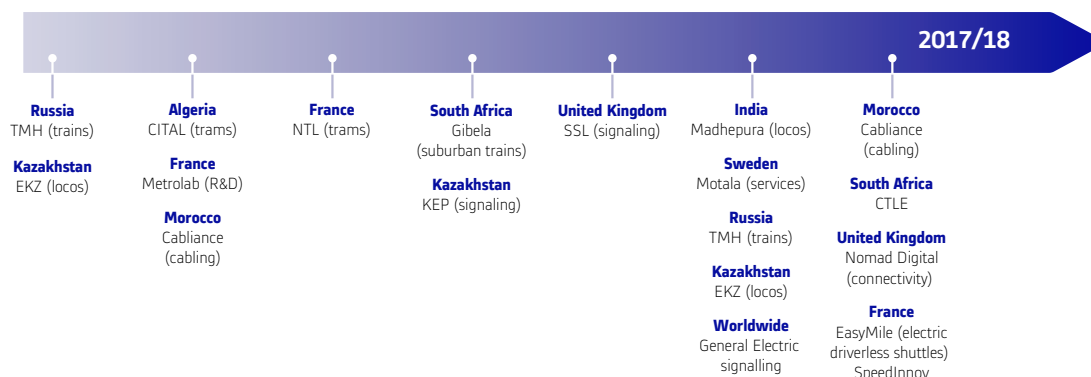 2017/18
Russia
TMH (trains)
Kazakhstan
EKZ (locos)
Algeria
CITAL (trams)
France
Metrolab (R&D)
Morocco
Cabliance
(cabling)
France
NTL (trams)
South Africa
Gibela
(suburban trains)
Kazakhstan
KEP (signaling)
United Kingdom
SSL (signaling)
India
Madhepura (locos)
Sweden
Motala (services)
Russia
TMH (trains)
Kazakhstan
EKZ (locos)
Worldwide
General Electric
signalling
Morocco
Cabliance
(cabling)
South Africa
CTLE
United Kingdom
Nomad Digital
(connectivity)
France
EasyMile (electric
driverless shuttles)
SpeedInnov